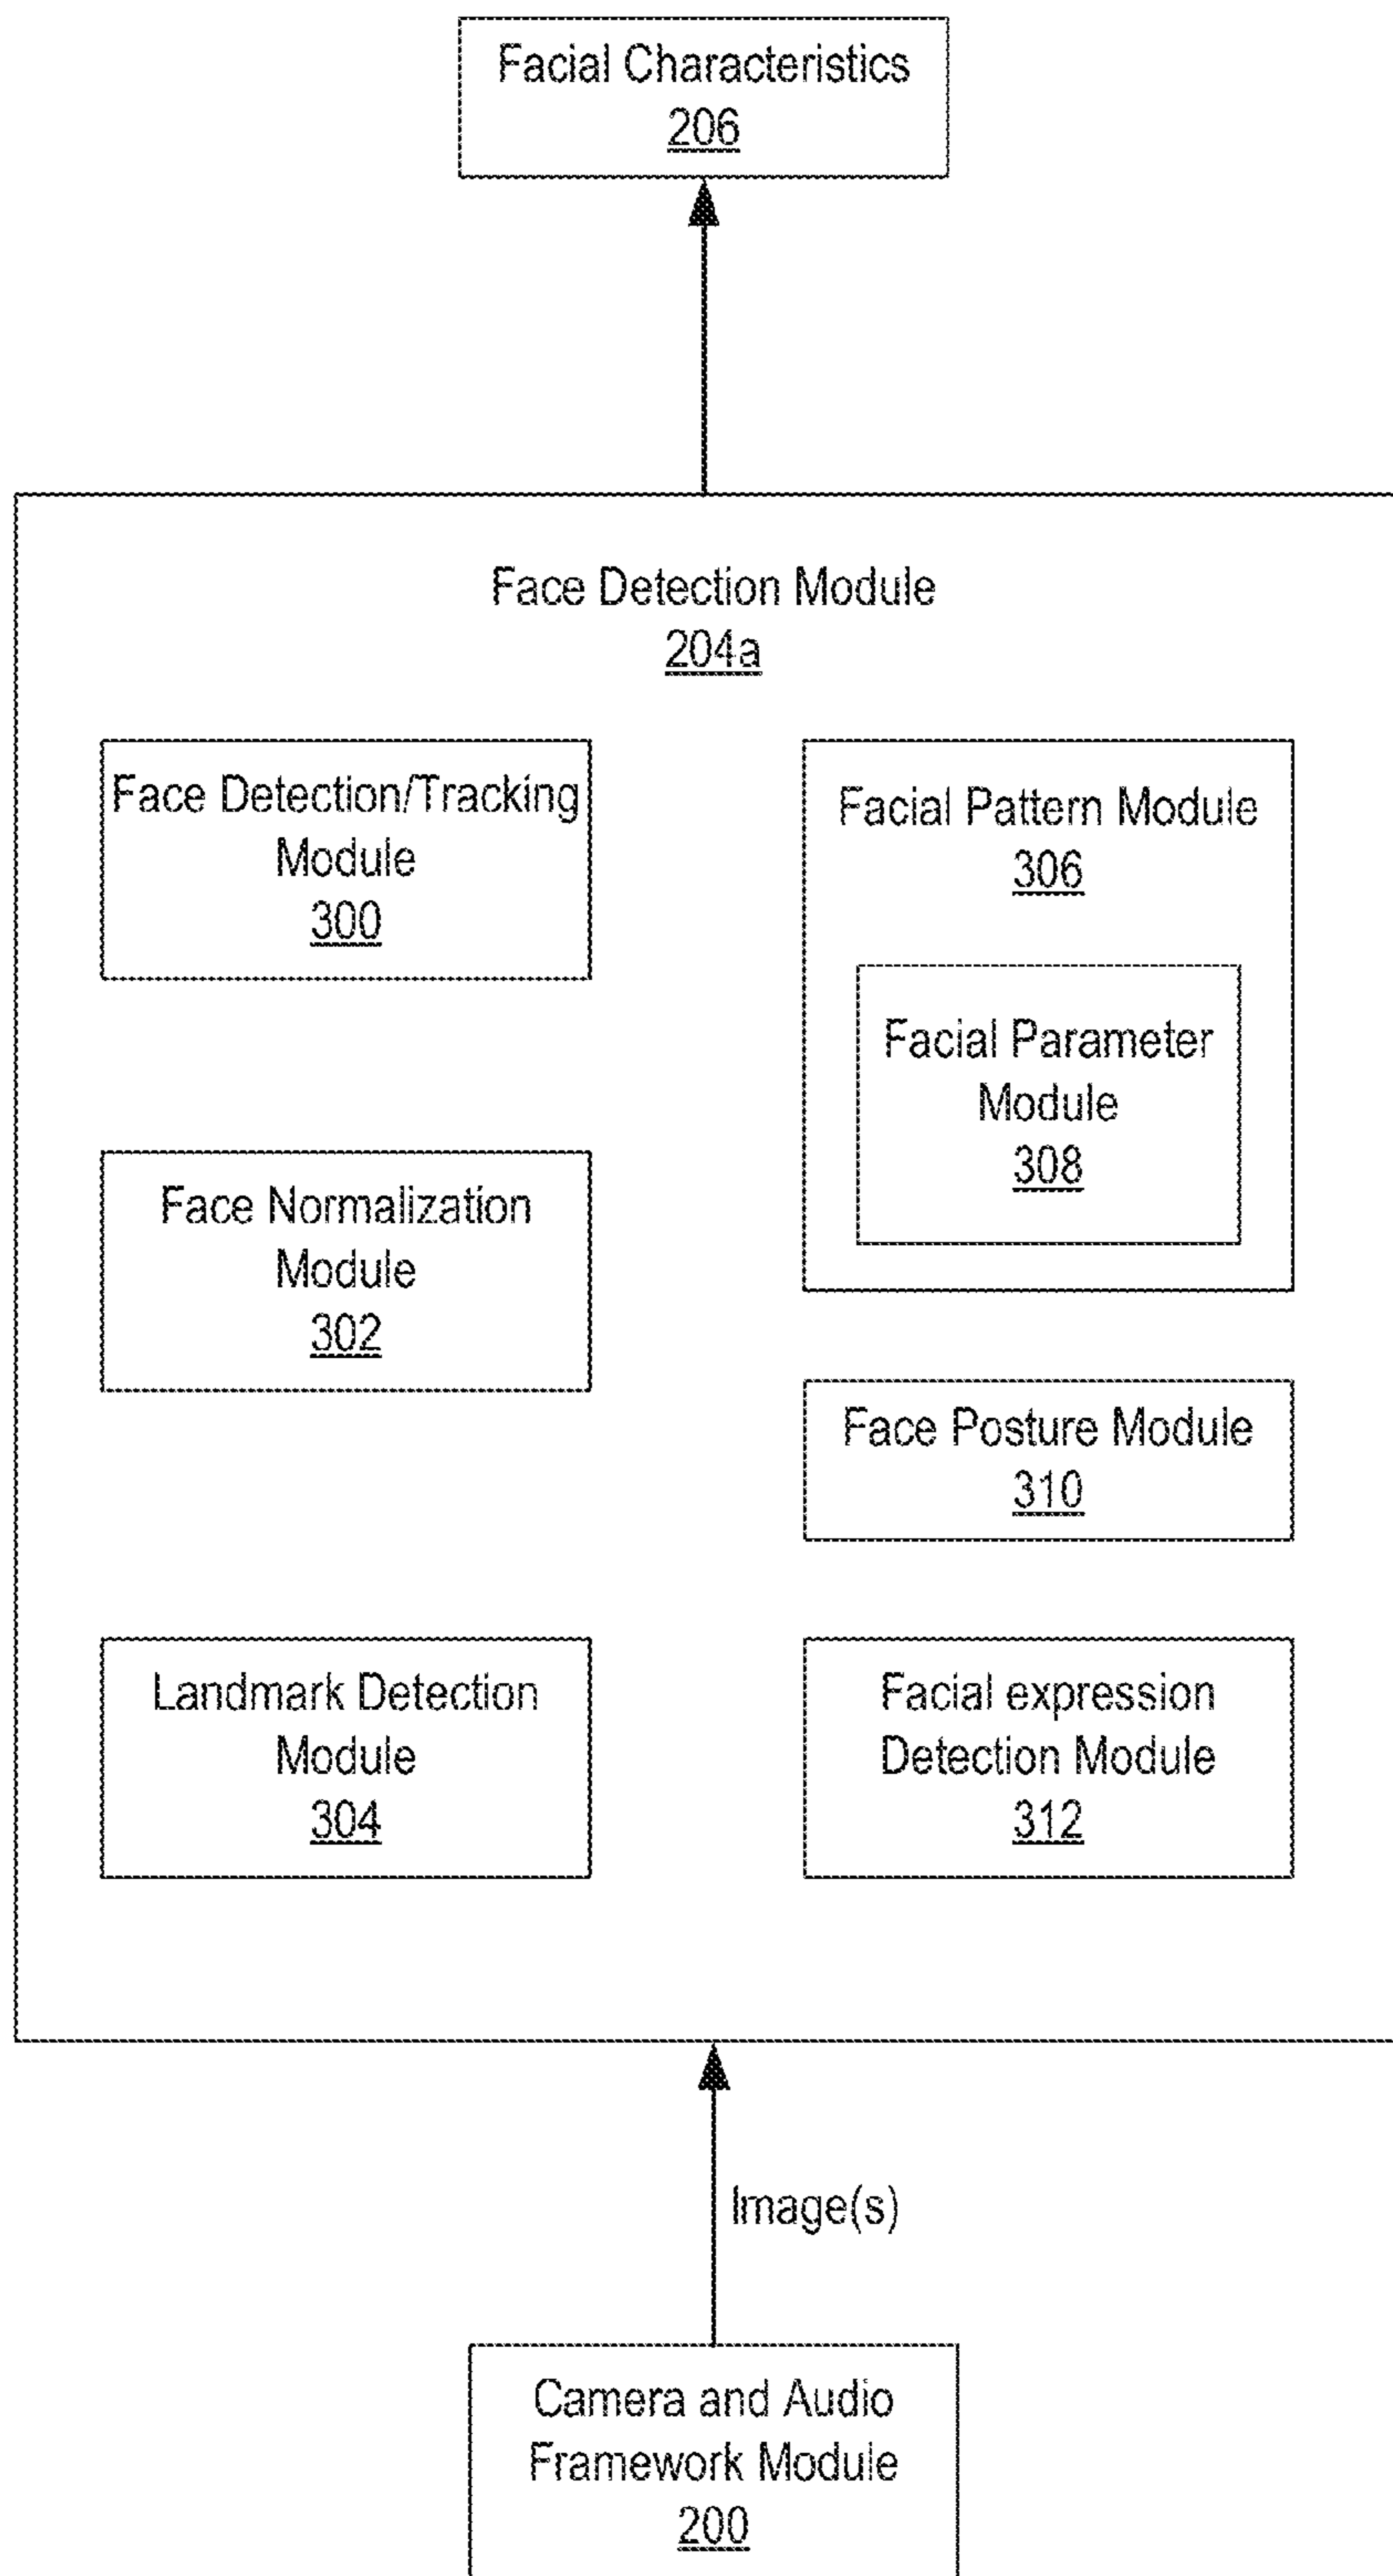 Facial Characteristics
206
Face Detection Module
204a
Face Detection/Tracking
Module
300
Face Normalization
Module
302
Landmark Detection
Module
304
Facial Pattern Module
306
Facial Parameter
Module
308
Face Posture Module
310
Facial expression
Detection Module
312
Image(s)
Camera and Audio
Framework Module
200